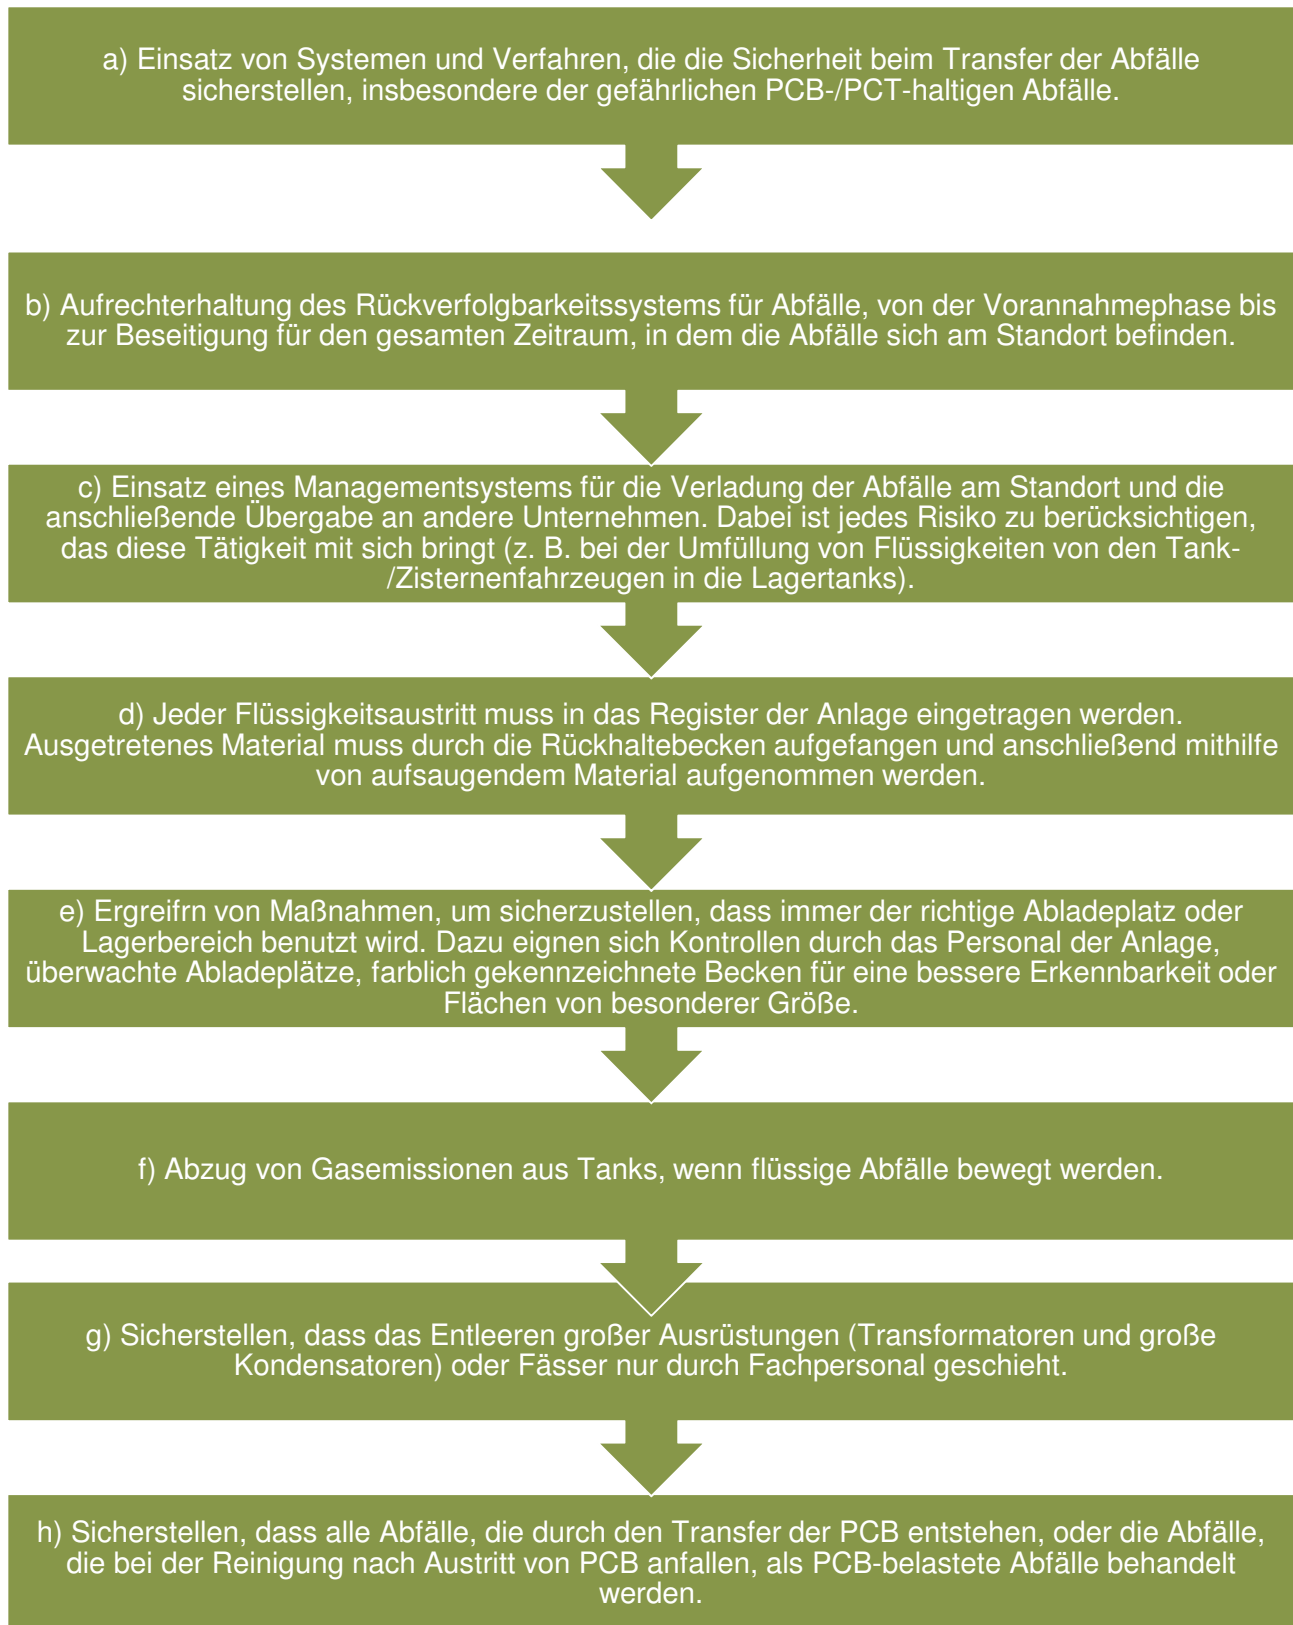 a) Einsatz von Systemen und Verfahren, die die Sicherheit beim Transfer der Abfälle
sicherstellen, insbesondere der gefährlichen PCB-/PCT-haltigen Abfälle.
b) Aufrechterhaltung des Rückverfolgbarkeitssystems für Abfälle, von der Vorannahmephase bis
zur Beseitigung für den gesamten Zeitraum, in dem die Abfälle sich am Standort befinden.
c) Einsatz eines Managementsystems für die Verladung der Abfälle am Standort und die
anschließende Übergabe an andere Unternehmen. Dabei ist jedes Risiko zu berücksichtigen,
das diese Tätigkeit mit sich bringt (z. B. bei der Umfüllung von Flüssigkeiten von den Tank-
/Zisternenfahrzeugen in die Lagertanks).
d) Jeder Flüssigkeitsaustritt muss in das Register der Anlage eingetragen werden.
Ausgetretenes Material muss durch die Rückhaltebecken aufgefangen und anschließend mithilfe
von aufsaugendem Material aufgenommen werden.
e) Ergreifrn von Maßnahmen, um sicherzustellen, dass immer der richtige Abladeplatz oder
Lagerbereich benutzt wird. Dazu eignen sich Kontrollen durch das Personal der Anlage,
überwachte Abladeplätze, farblich gekennzeichnete Becken für eine bessere Erkennbarkeit oder
Flächen von besonderer Größe.
f) Abzug von Gasemissionen aus Tanks, wenn flüssige Abfälle bewegt werden.
g) Sicherstellen, dass das Entleeren großer Ausrüstungen (Transformatoren und große
Kondensatoren) oder Fässer nur durch Fachpersonal geschieht.
h) Sicherstellen, dass alle Abfälle, die durch den Transfer der PCB entstehen, oder die Abfälle,
die bei der Reinigung nach Austritt von PCB anfallen, als PCB-belastete Abfälle behandelt
werden.